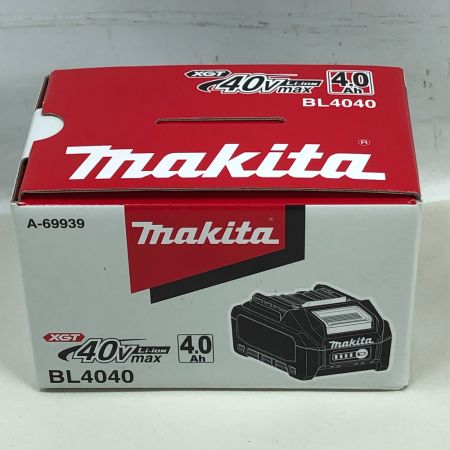 XGT 40Vmax Li-ion 4.0 Ah
BL4040
makita®
A-69939
makita®
XGT 40Vmax Li-ion 4.0 Ah
BL4040
makita